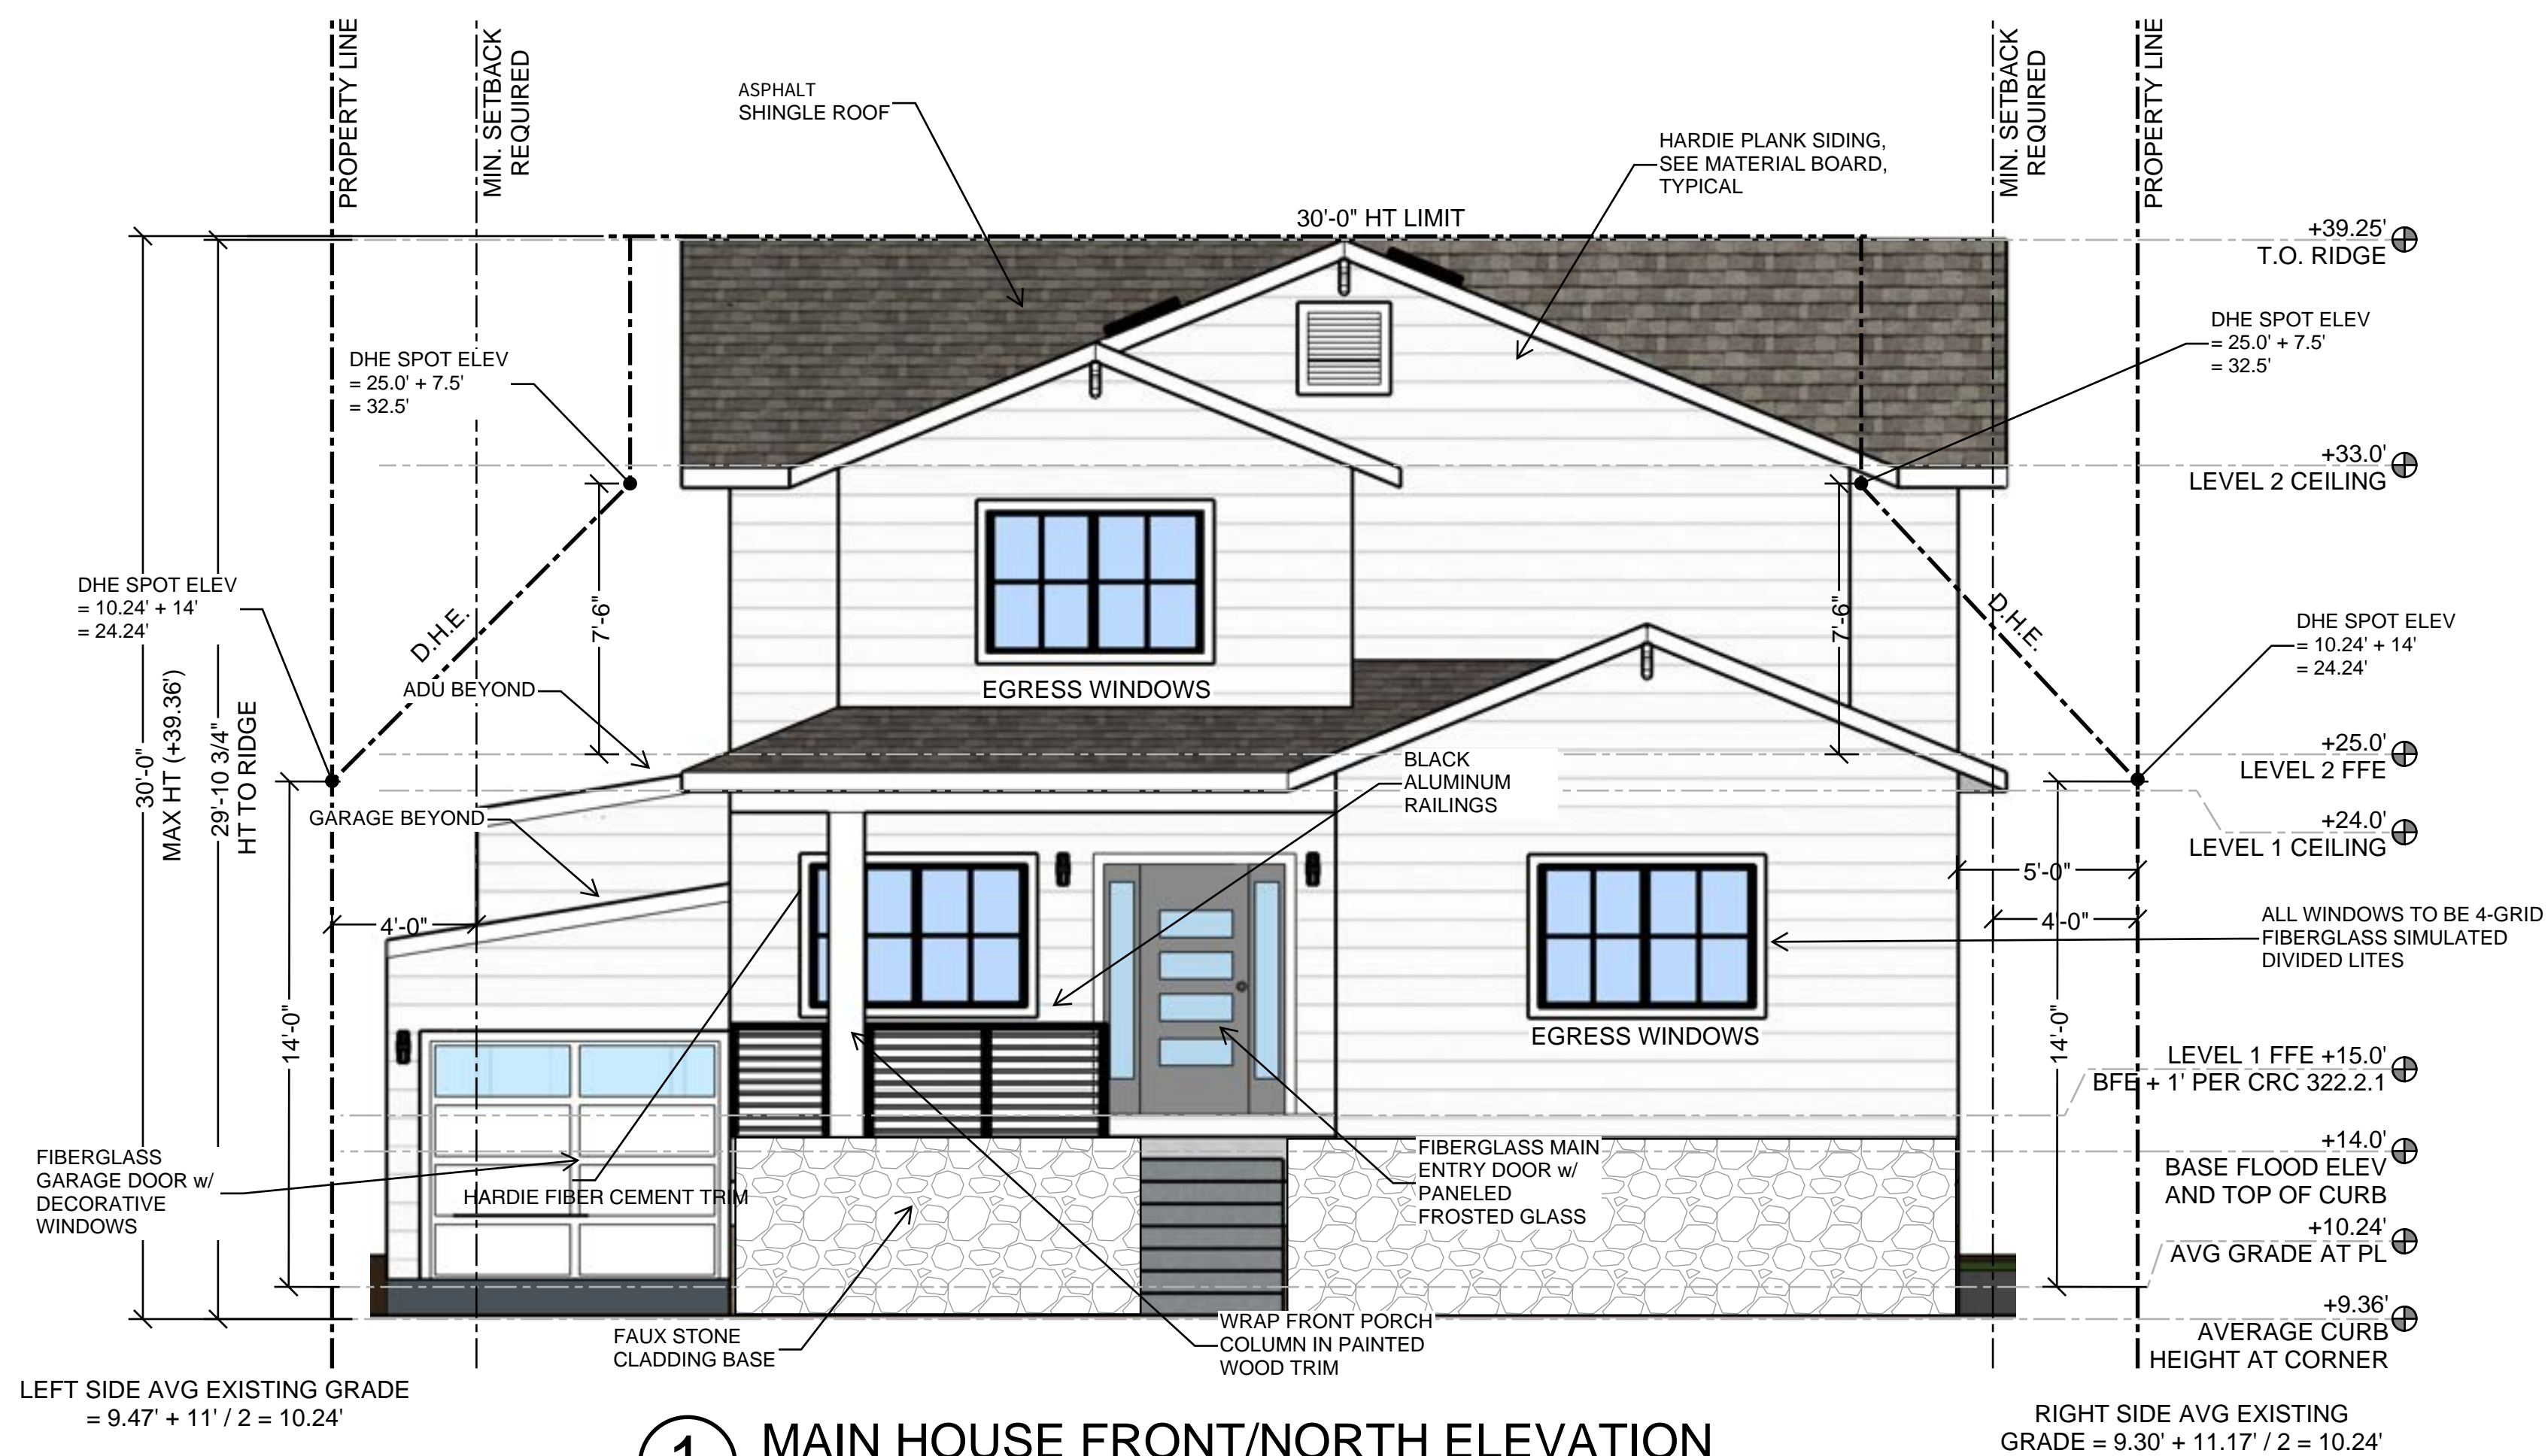 PROPERTY LINE
MIN. SETBACK
REQUIRED
ASPHALT
SHINGLE ROOF
HARDIE PLANK SIDING,
SEE MATERIAL BOARD,
TYPICAL
MIN. SETBACK
REQUIRED
PROPERTY LINE
30'-0" HT LIMIT
+39.25'
T.O. RIDGE
DHE SPOT ELEV
= 25.0' + 7.5'
= 32.5'
DHE SPOT ELEV
= 25.0' + 7.5'
= 32.5'
+33.0'
LEVEL 2 CEILING
DHE SPOT ELEV
= 10.24' + 14'
= 24.24'
D.H.E.
7'-6"
7'-6"
D.H.E.
DHE SPOT ELEV
= 10.24' + 14'
= 24.24'
ADU BEYOND
EGRESS WINDOWS
30'-0"
MAX HT (+39.36')
29'-10 3/4"
HT TO RIDGE
BLACK
ALUMINUM
RAILINGS
+25.0'
LEVEL 2 FFE
GARAGE BEYOND
+24.0'
LEVEL 1 CEILING
5'-0"
4'-0"
4'-0"
ALL WINDOWS TO BE 4-GRID
FIBERGLASS SIMULATED
DIVIDED LITES
14'-0"
EGRESS WINDOWS
14'-0"
LEVEL 1 FFE +15.0'
BFE + 1' PER CRC 322.2.1
FIBERGLASS
GARAGE DOOR w/
DECORATIVE
WINDOWS
HARDIE FIBER CEMENT TRIM
FIBERGLASS MAIN
ENTRY DOOR w/
PANELED
FROSTED GLASS
+14.0'
BASE FLOOD ELEV
AND TOP OF CURB
+10.24'
AVG GRADE AT PL
FAUX STONE
CLADDING BASE
WRAP FRONT PORCH
COLUMN IN PAINTED
WOOD TRIM
+9.36'
AVERAGE CURB
HEIGHT AT CORNER
LEFT SIDE AVG EXISTING GRADE
= 9.47' + 11' / 2 = 10.24'
1
MAIN HOUSE FRONT/NORTH ELEVATION
RIGHT SIDE AVG EXISTING
GRADE = 9.30' + 11.17' / 2 = 10.24'